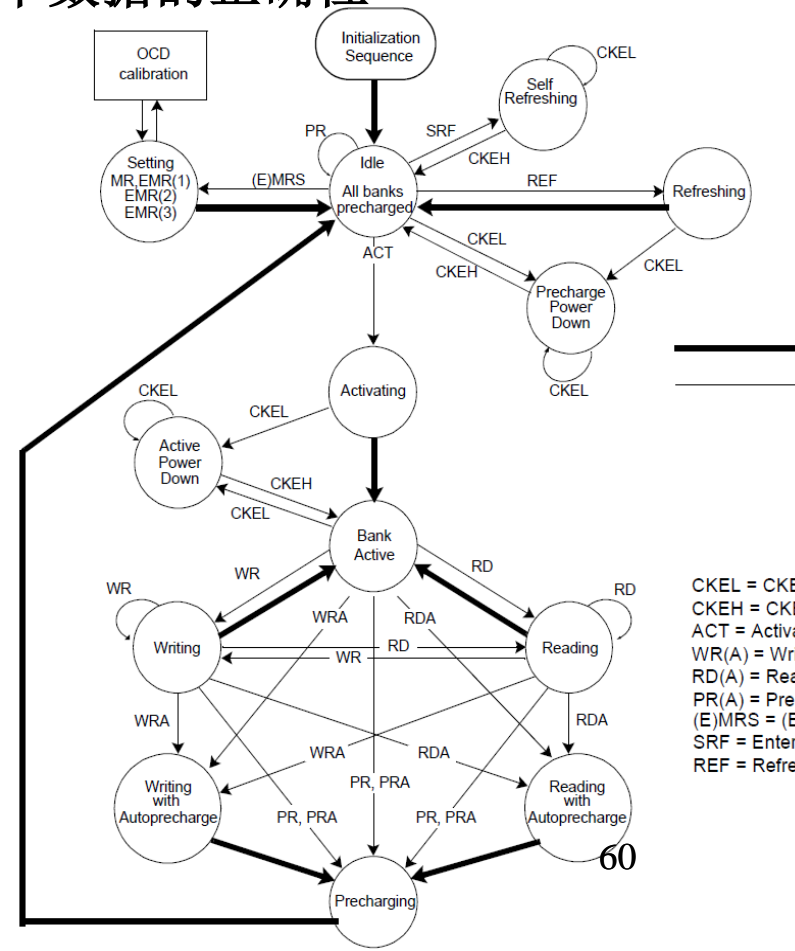 Initialization
Sequence
OCD
calibration
CKEL
Self
Refreshing
PR
SRF
CKEH
Idle
All banks
precharged
Setting
MR,EMR(1)
EMR(2)
EMR(3)
(E)MRS
REF
Refreshing
ACT
CKEL
CKEH
CKEL
Precharge
Power
Down
CKEL
Activating
CKEL
CKEL
Active
Power
Down
CKEH
CKEL
Bank
Active
WR
RD
WR
RD
WRA
RDA
Writing
RD
WR
Reading
WRA
RDA
WRA
RDA
Writing
with
Autoprecharge
PR, PRA
PR, PRA
PR, PRA
Reading
with
Autoprecharge
60
Precharging
CKEL = CKE
CKEH = CK
ACT = Activa
WR(A) = Wri
RD(A) = Rea
PR(A) = Pre
(E)MRS = (E
SRF = Enter
REF = Refre